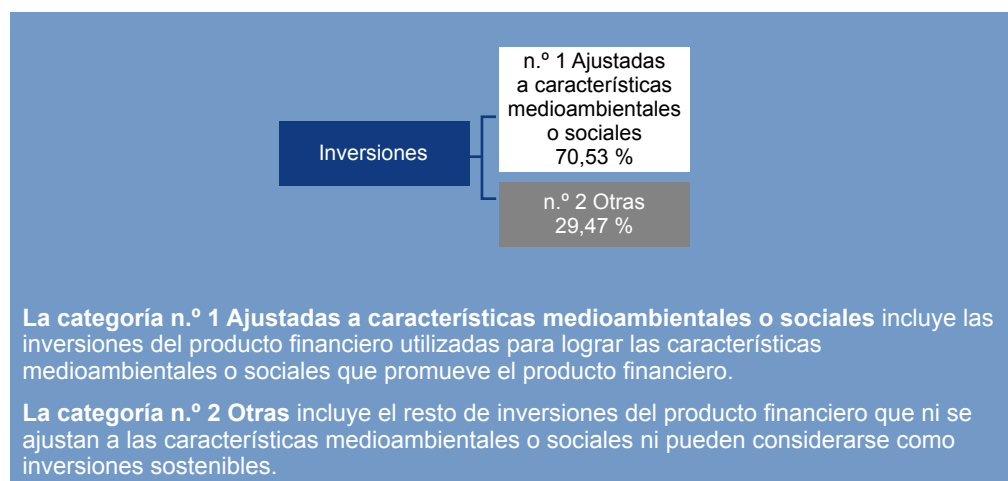 n.º 1 Ajustadas
a características
medioambientales
o sociales
70,53 %
Inversiones
n.º 2 Otras
29,47 %
La categoría n.º 1 Ajustadas a características medioambientales o sociales incluye las
inversiones del producto financiero utilizadas para lograr las características
medioambientales o sociales que promueve el producto financiero.
La categoría n.º 2 Otras incluye el resto de inversiones del producto financiero que ni se
ajustan a las características medioambientales o sociales ni pueden considerarse como
inversiones sostenibles.